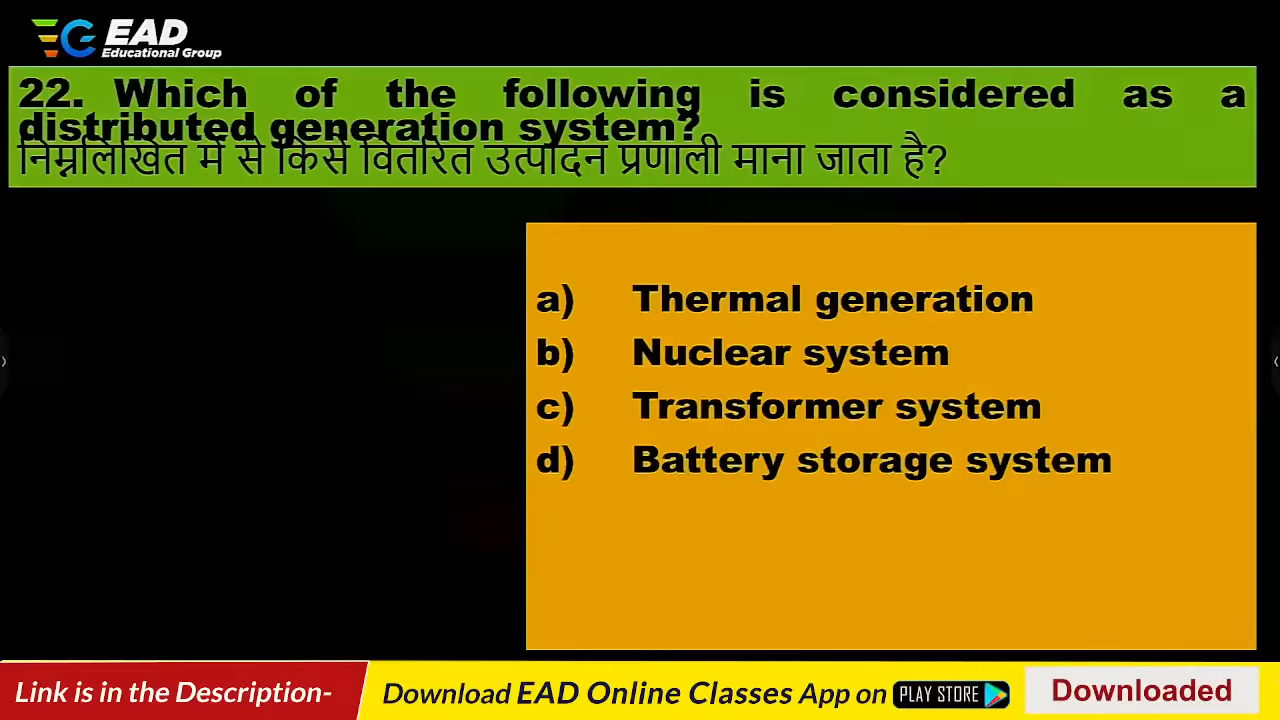 EAD
Educational Group
22. Which of the following is considered as a
distributed generation system?
निम्नलिखित में से किसे वितरित उत्पादन प्रणाली माना जाता है?
a) Thermal generation
b) Nuclear system
c) Transformer system
d) Battery storage system
Link is in the Description-
Download EAD Online Classes App on PLAY STORE
Downloaded